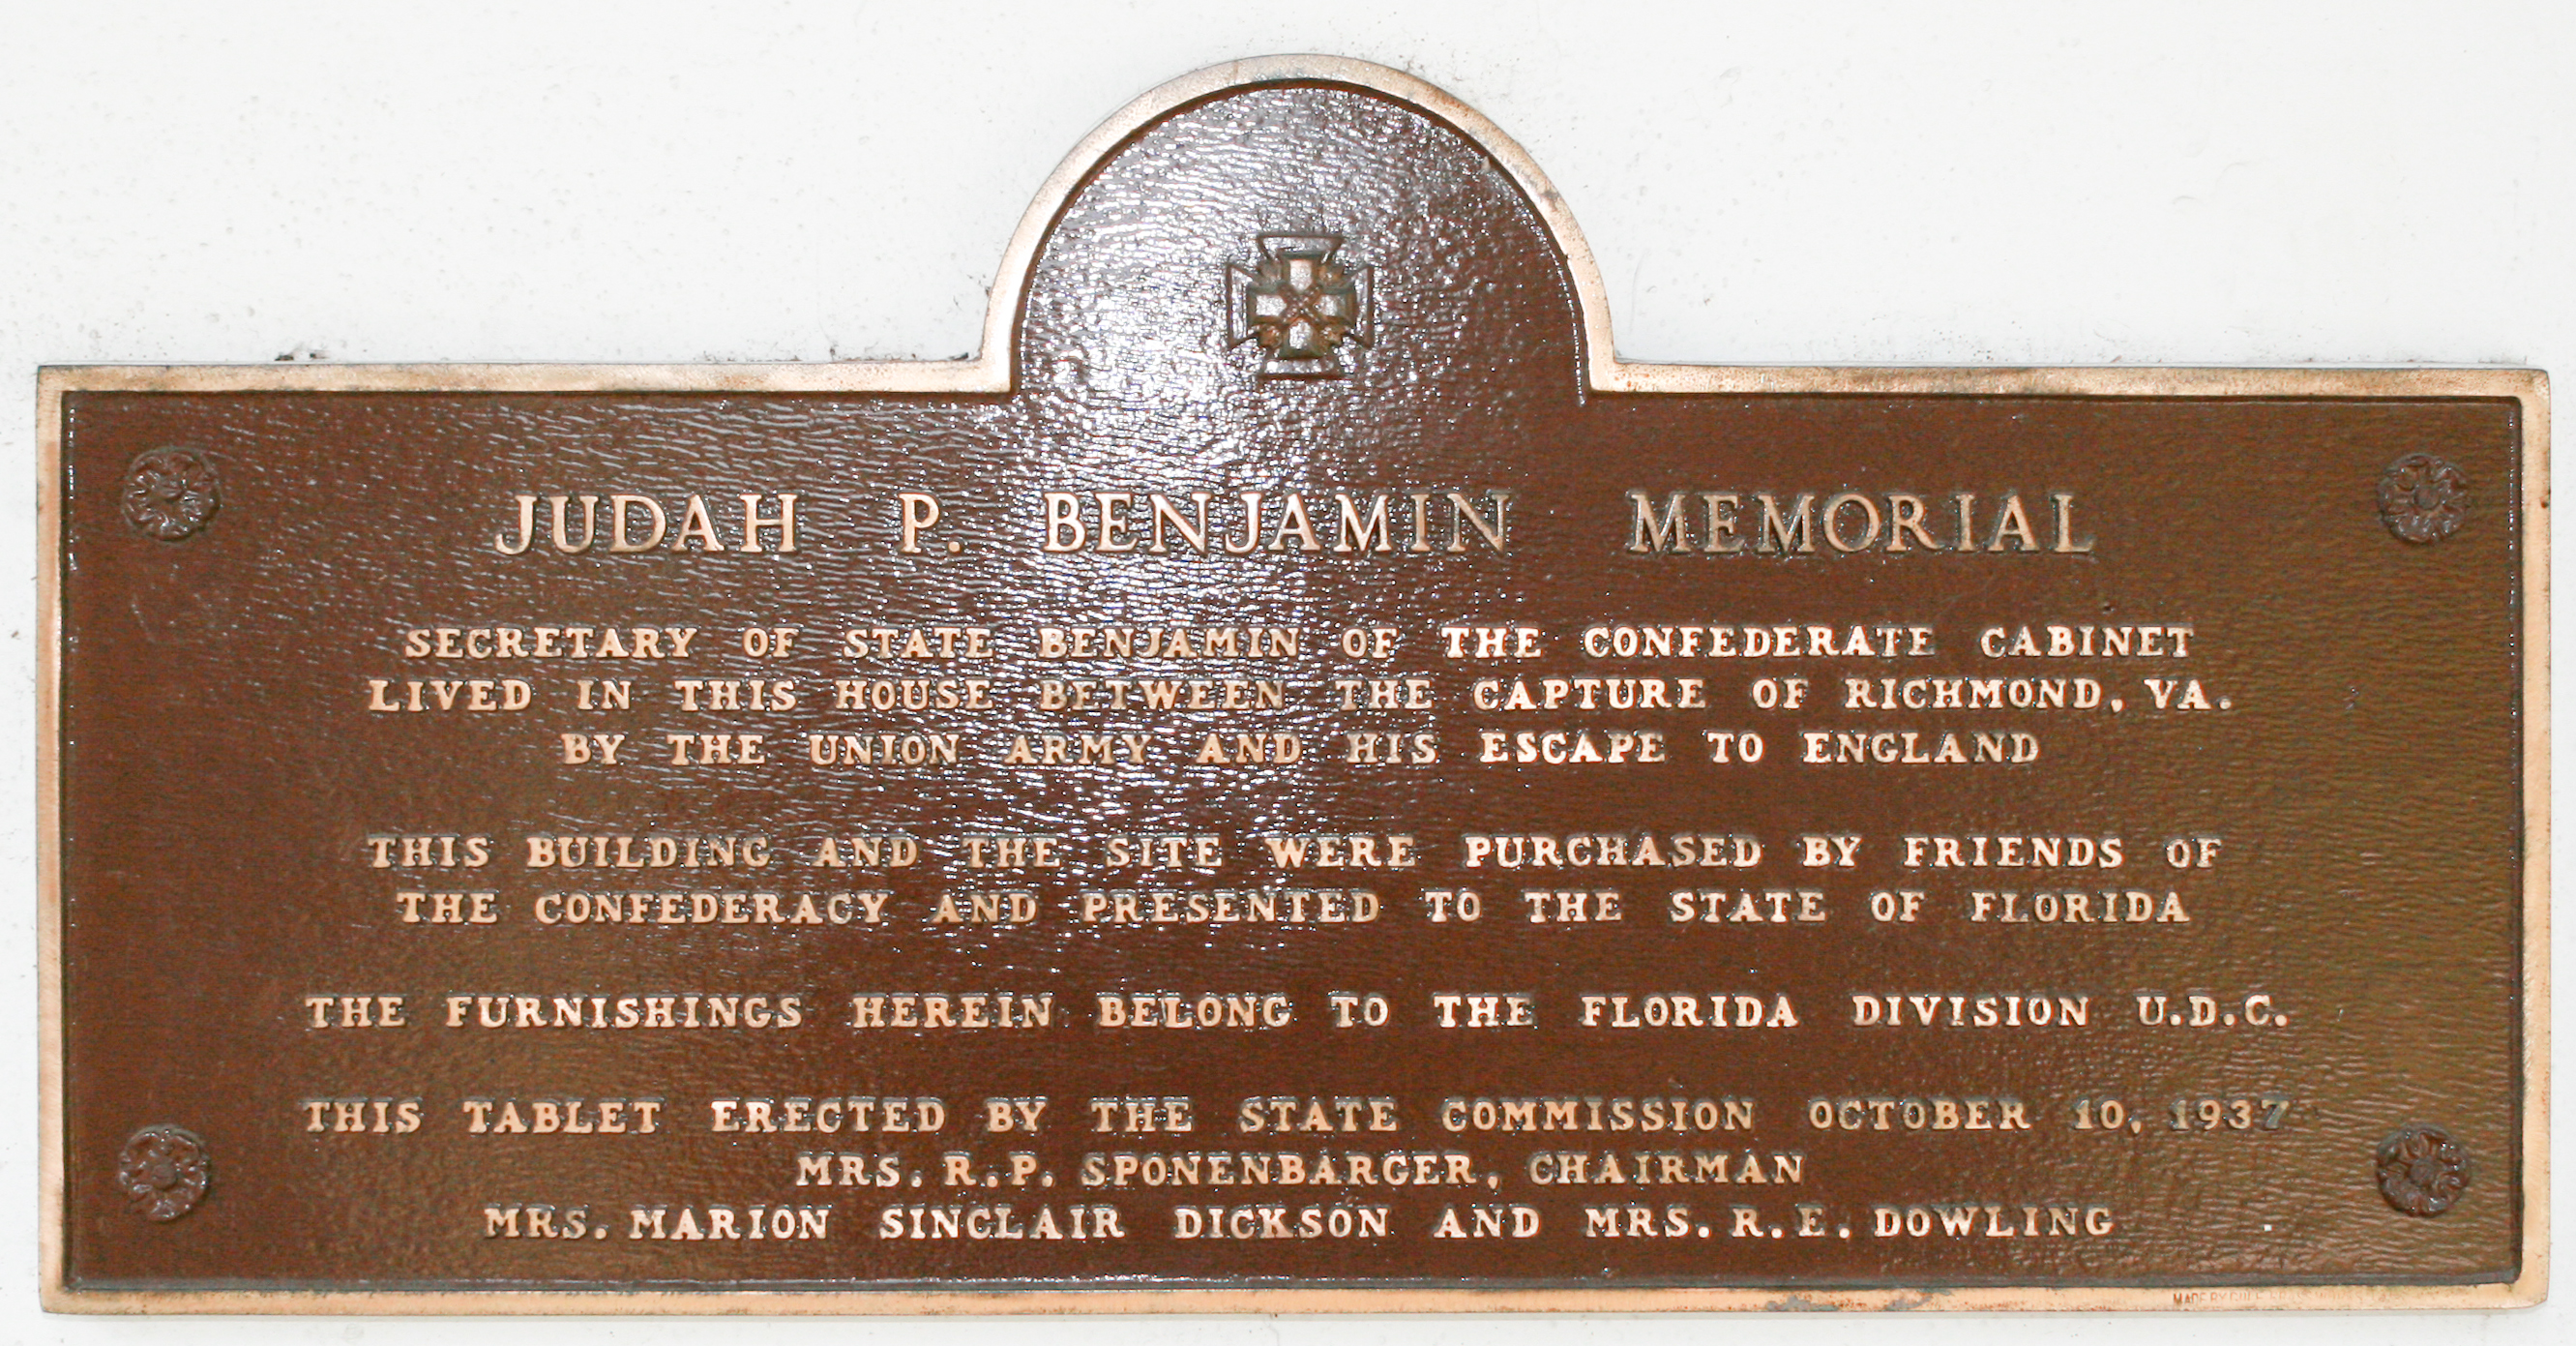 JUDAH P. BENJAMIN MEMORIAL
SECRETARY OF STATE BENJAMIN OF THE CONFEDERATE CABINET
LIVED IN THIS HOUSE BETWEEN THE CAPTURE OF RICHMOND, VA.
BY THE UNION ARMY AND HIS ESCAPE TO ENGLAND
THIS BUILDING AND THE SITE WERE PURCHASED BY FRIENDS OF
THE CONFEDERACY AND PRESENTED TO THE STATE OF FLORIDA
THE FURNISHINGS HEREIN BELONG TO THE FLORIDA DIVISION U.D.C.
THIS TABLET ERECTED BY THE STATE COMMISSION OCTOBER 10, 1937
MRS. R.P. SPONENBARGER, CHAIRMAN
MRS. MARION SINCLAIR DICKSON AND MRS. R.E. DOWLING
MADE BY